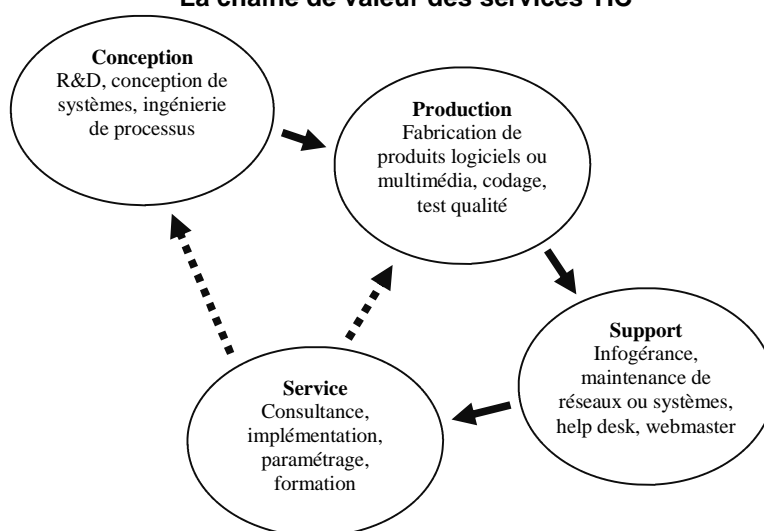 La chaîne de valeur des services TIC
Conception
R&D, conception de
systèmes, ingénierie
de processus
Production
Fabrication de
produits logiciels ou
multimédia, codage,
test qualité
Support
Infogérance,
maintenance de
réseaux ou systèmes,
help desk, webmaster
Service
Consultance,
implémentation,
paramétrage,
formation